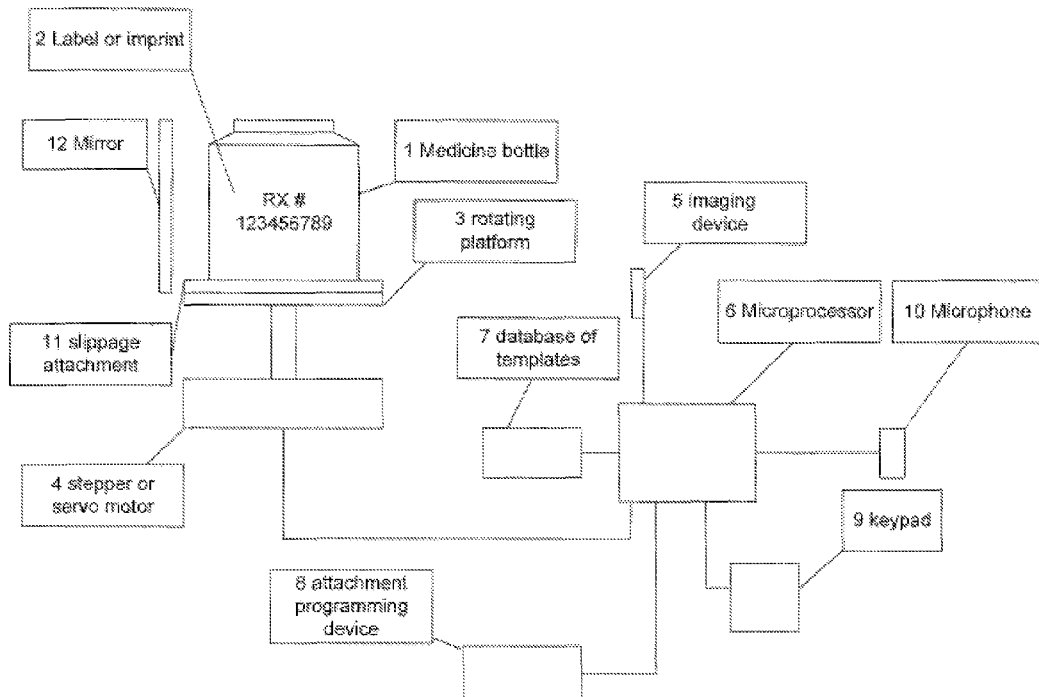 2 Label or imprint
12 Mirror
1 Medicine bottle
RX #
123456789
3 rotating
platform
5 imaging
device
11 slippage
attachment
7 database of
templates
6 Microprocessor
10 Microphone
4 stepper or
servo motor
9 keypad
8 attachment
programming
device